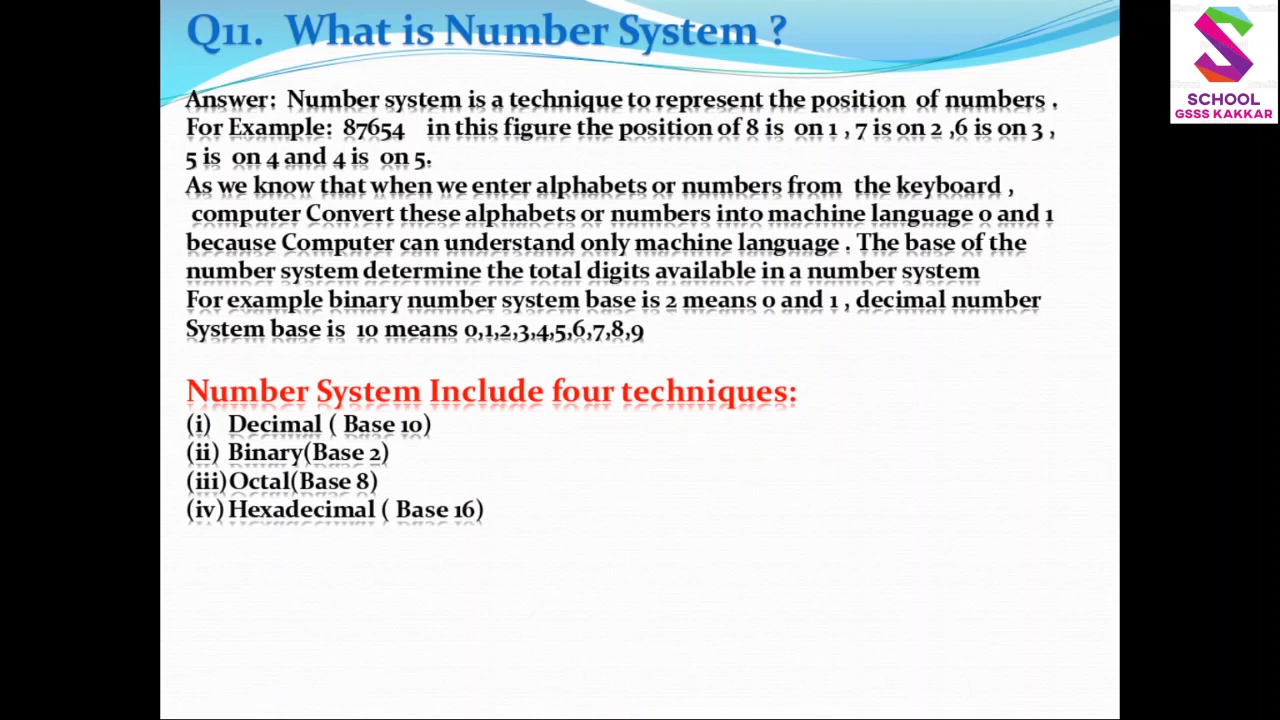 Q11. What is Number System ?
SCHOOL
GSSS KAKKAR
Answer: Number system is a technique to represent the position of numbers .
For Example: 87654 in this figure the position of 8 is on 1 , 7 is on 2 ,6 is on 3 ,
5 is on 4 and 4 is on 5.
As we know that when we enter alphabets or numbers from the keyboard ,
computer Convert these alphabets or numbers into machine language 0 and 1
because Computer can understand only machine language . The base of the
number system determine the total digits available in a number system
For example binary number system base is 2 means 0 and 1 , decimal number
System base is 10 means 0,1,2,3,4,5,6,7,8,9
Number System Include four techniques:
(i) Decimal ( Base 10)
(ii) Binary(Base 2)
(iii)Octal(Base 8)
(iv) Hexadecimal ( Base 16)